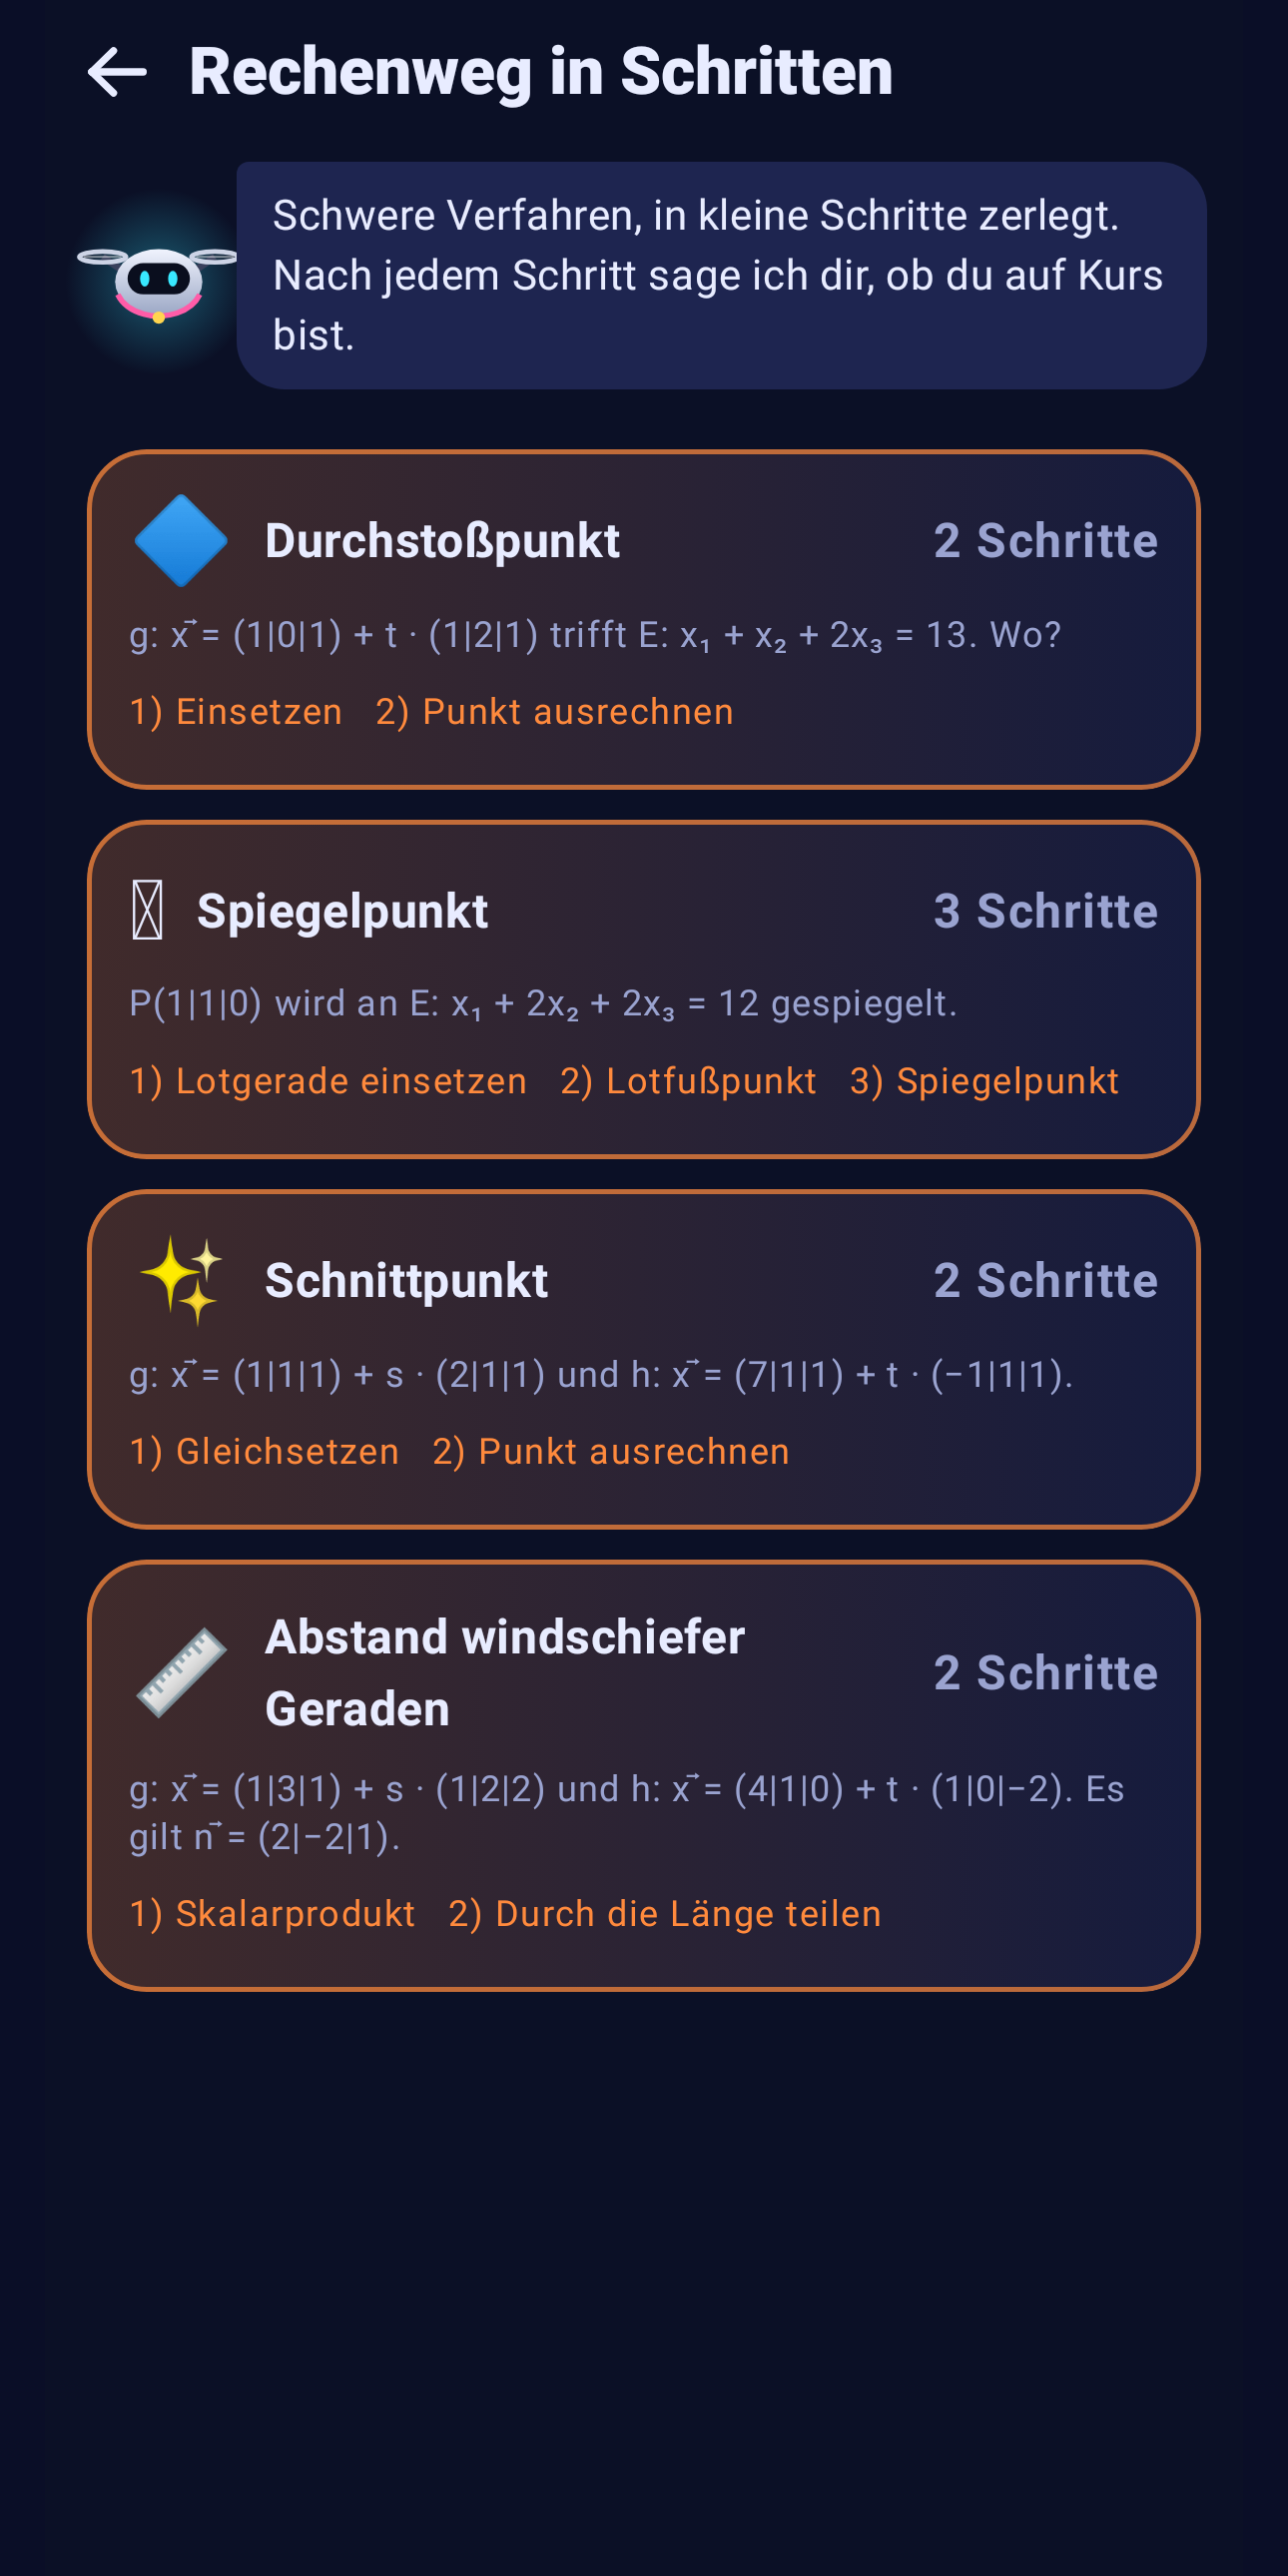 Rechenweg in Schritten
Schwere Verfahren, in kleine Schritte zerlegt.
Nach jedem Schritt sage ich dir, ob du auf Kurs
bist.
Durchstoßpunkt 2 Schritte
g: x⃗ = (1|0|1) + t · (1|2|1) trifft E: x₁ + x₂ + 2x₃ = 13. Wo?
1) Einsetzen 2) Punkt ausrechnen
Spiegelpunkt 3 Schritte
P(1|1|0) wird an E: x₁ + 2x₂ + 2x₃ = 12 gespiegelt.
1) Lotgerade einsetzen 2) Lotfußpunkt 3) Spiegelpunkt
Schnittpunkt 2 Schritte
g: x⃗ = (1|1|1) + s · (2|1|1) und h: x⃗ = (7|1|1) + t · (−1|1|1).
1) Gleichsetzen 2) Punkt ausrechnen
Abstand windschiefer
Geraden
2 Schritte
g: x⃗ = (1|3|1) + s · (1|2|2) und h: x⃗ = (4|1|0) + t · (1|0|−2). Es
gilt n⃗ = (2|−2|1).
1) Skalarprodukt 2) Durch die Länge teilen